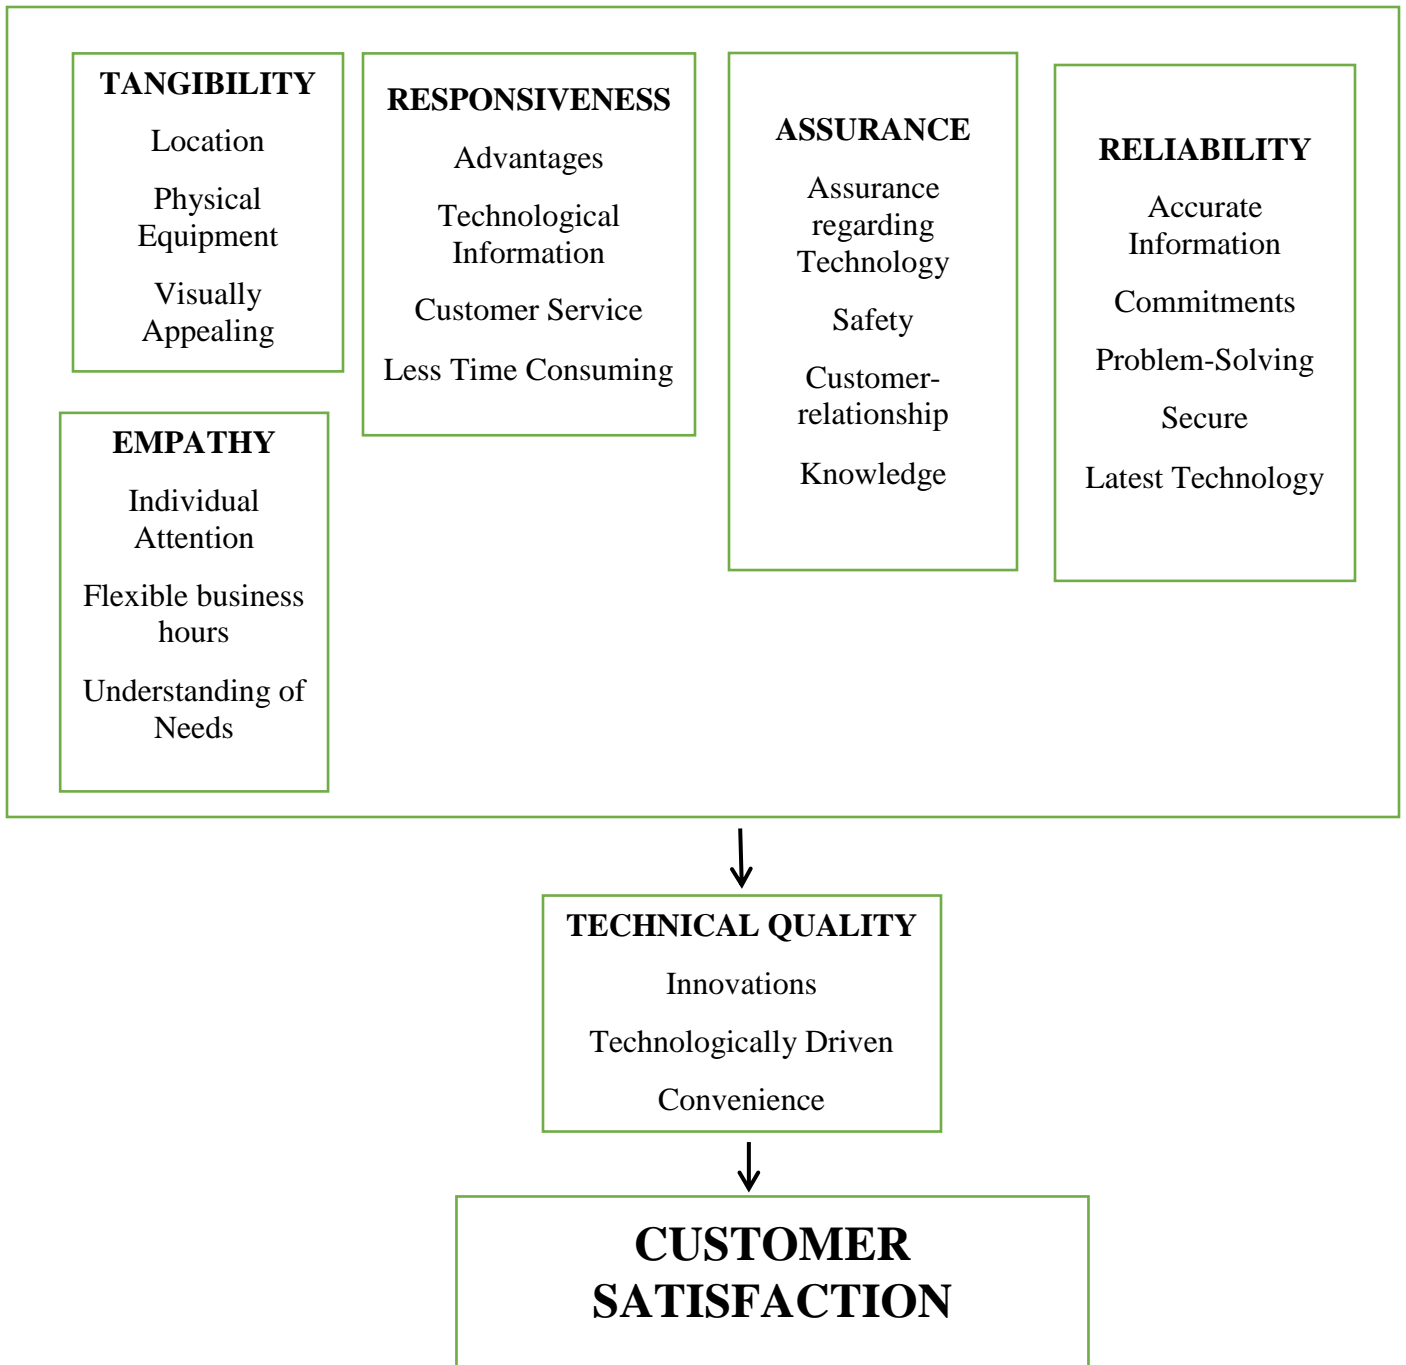 TANGIBILITY
Location
Physical
Equipment
Visually
Appealing
RESPONSIVENESS
Advantages
Technological
Information
Customer Service
Less Time Consuming
ASSURANCE
Assurance
regarding
Technology
Safety
Customer-
relationship
Knowledge
RELIABILITY
Accurate
Information
Commitments
Problem-Solving
Secure
Latest Technology
EMPATHY
Individual
Attention
Flexible business
hours
Understanding of
Needs
TECHNICAL QUALITY
Innovations
Technologically Driven
Convenience
CUSTOMER
SATISFACTION